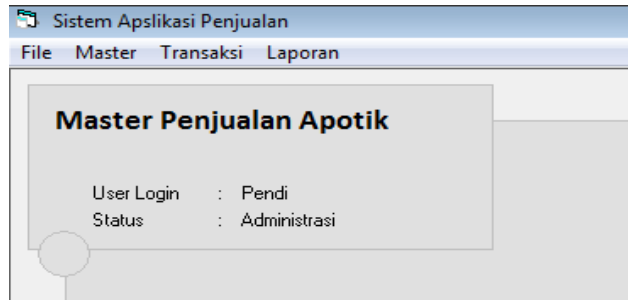 Sistem Apslikasi Penjualan
File Master Transaksi Laporan
Master Penjualan Apotik
User Login : Pendi
Status : Administrasi